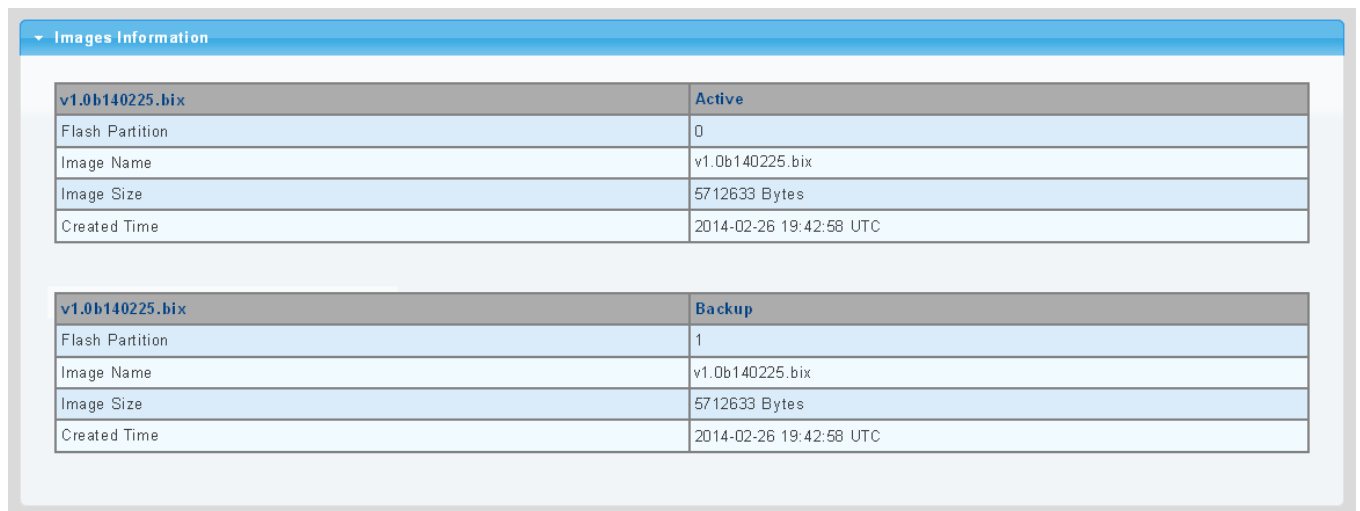 Images Information
v1.0b140225.bix Active
Flash Partition 0
Image Name v1.0b140225.bix
Image Size 5712633 Bytes
Created Time 2014-02-26 19:42:58 UTC
v1.0b140225.bix Backup
Flash Partition 1
Image Name v1.0b140225.bix
Image Size 5712633 Bytes
Created Time 2014-02-26 19:42:58 UTC